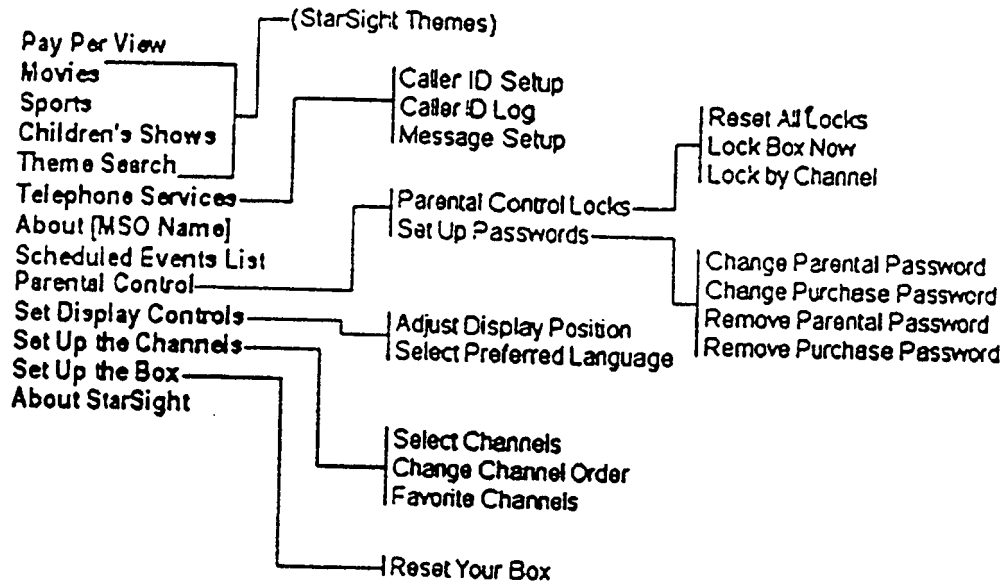 (StarSight Themes)
Pay Per View
Movies
Sports
Children's Shows
Theme Search
Telephone Services
About [MSO Name]
Scheduled Events List
Parental Control
Set Display Controls
Set Up the Channels
Set Up the Box
About StarSight
Caller ID Setup
Caller ID Log
Message Setup
Parental Control Locks
Set Up Passwords
Adjust Display Position
Select Preferred Language
Select Channels
Change Channel Order
Favorite Channels
Reset Your Box
Reset All Locks
Lock Box Now
Lock by Channel
Change Parental Password
Change Purchase Password
Remove Parental Password
Remove Purchase Password